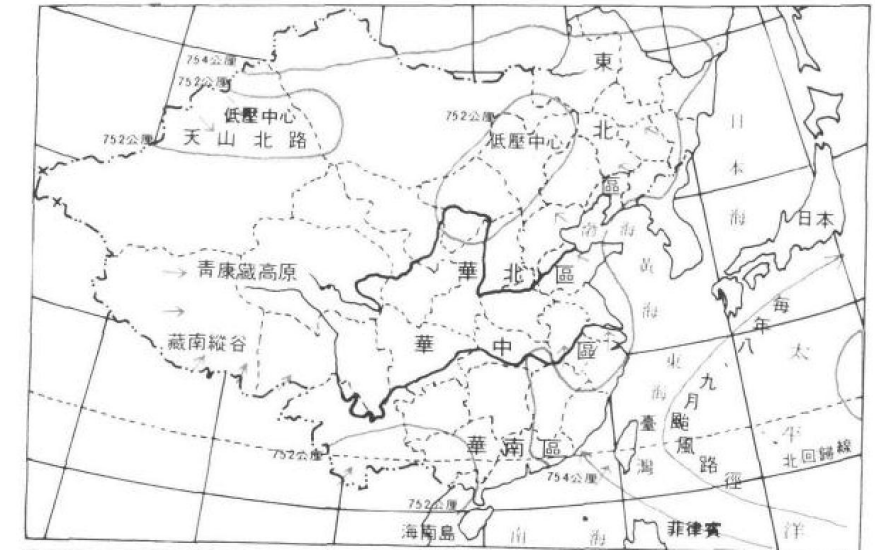 754公厘
752公厘
低壓中心
752公厘
天山北路
752公厘
低壓中心
東北區
日本海
日本
渤海
黃海
青康藏高原
華北區
藏南縱谷
華中區
東海
每年八九月颱風路徑
太平洋
752公厘
華南區
臺灣
754公厘
北回歸線
752公厘
海南島
南海
菲律賓